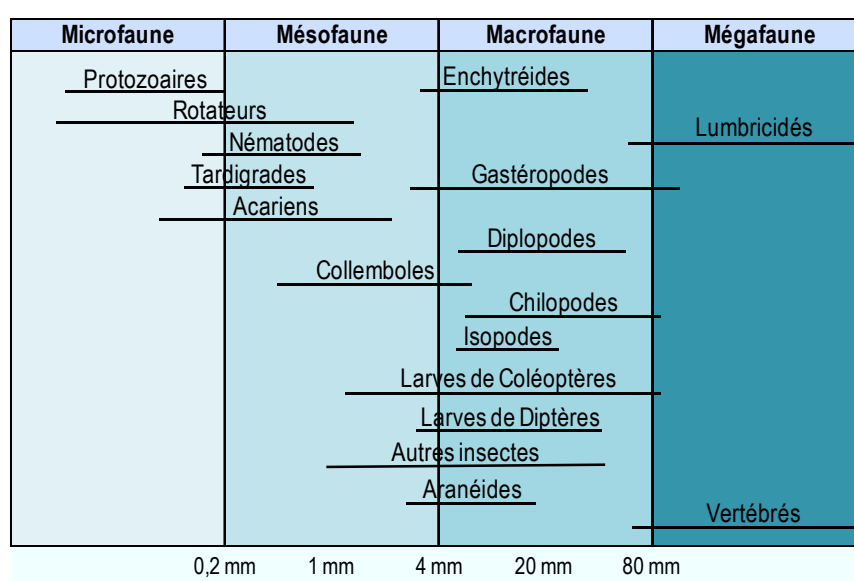 Microfaune Mésofaune Macrofaune Mégafaune
Protozoaires Enchytréides
Rotateurs
Lumbricidés
Nématodes
Tardigrades Gastéropodes
Acariens
Diplopodes
Collemboles
Chilopodes
Isopodes
Larves de Coléoptères
Larves de Diptères
Autres insectes
Aranéides
Vertébrés
0,2 mm 1 mm 4 mm 20 mm 80 mm